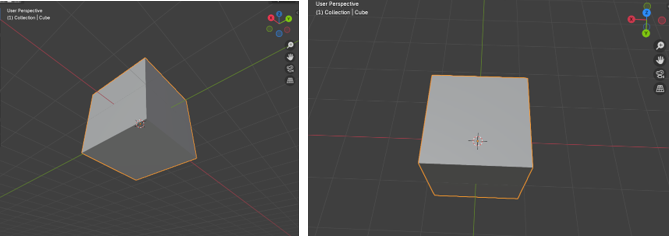 User Perspective
(1) Collection | Cube
User Perspective
(1) Collection | Cube